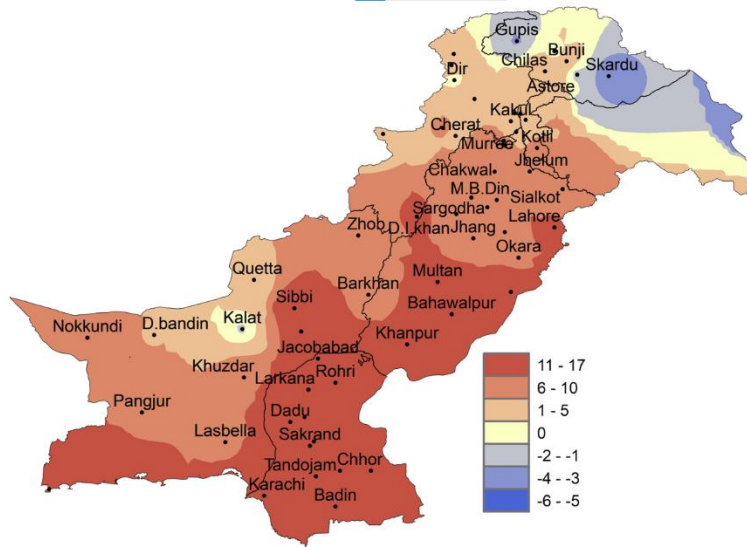 Gupis
Bunji
Chilas
Skardu
Dir
Astore
Kakul
Cherat
Kotli
Murree
Jhelum
Chakwal
M.B.Din
Sialkot
Sargodha
Lahore
Zhob
D.I.khan
Jhang
Okara
Quetta
Multan
Barkhan
Sibbi
Bahawalpur
Nokkundi
D.bandin
Kalat
Khanpur
Jacobabad
Khuzdar
Rohri
Larkana
Pangjur
Dadu
Lasbella
Sakrand
Tandojam
Chhor
Karachi
Badin
11 - 17
6 - 10
1 - 5
0
-2 - -1
-4 - -3
-6 - -5